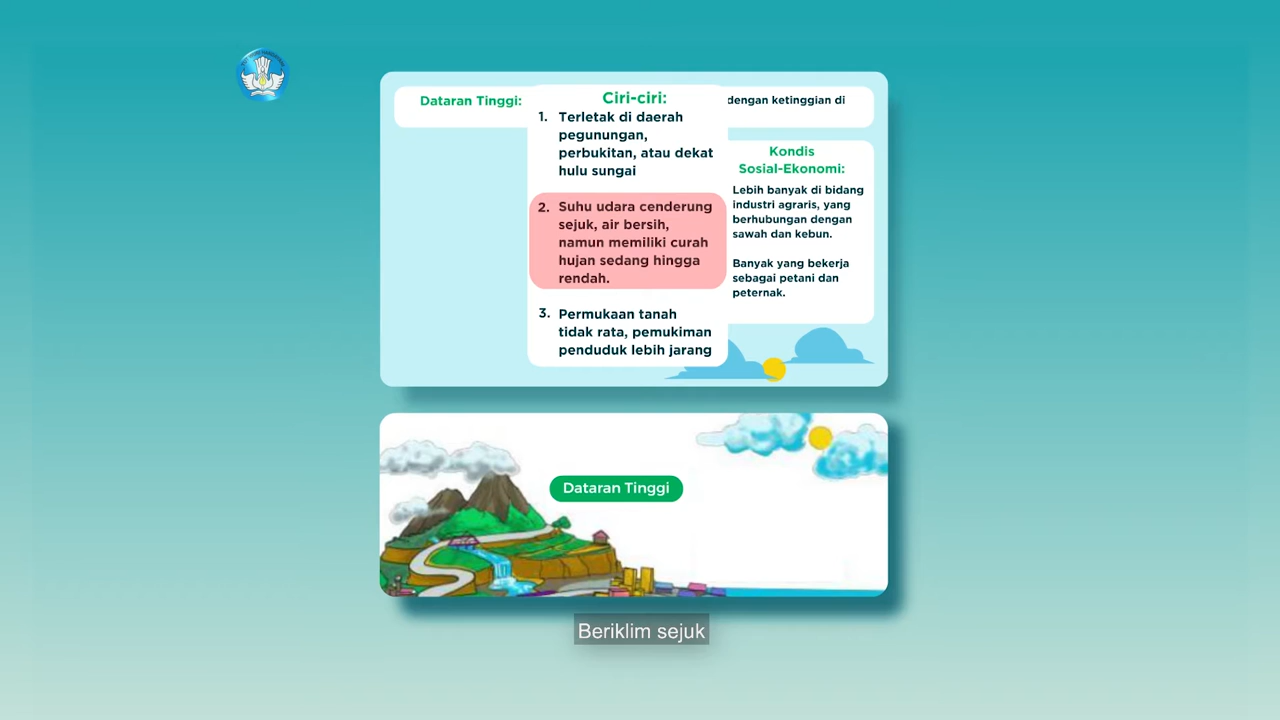 Dataran Tinggi:
dengan ketinggian di
Ciri-ciri:
1. Terletak di daerah
pegunungan,
perbukitan, atau dekat
hulu sungai
2. Suhu udara cenderung
sejuk, air bersih,
namun memiliki curah
hujan sedang hingga
rendah.
3. Permukaan tanah
tidak rata, pemukiman
penduduk lebih jarang
Kondis
Sosial-Ekonomi:
Lebih banyak di bidang
industri agraris, yang
berhubungan dengan
sawah dan kebun.
Banyak yang bekerja
sebagai petani dan
peternak.
Dataran Tinggi
Beriklim sejuk